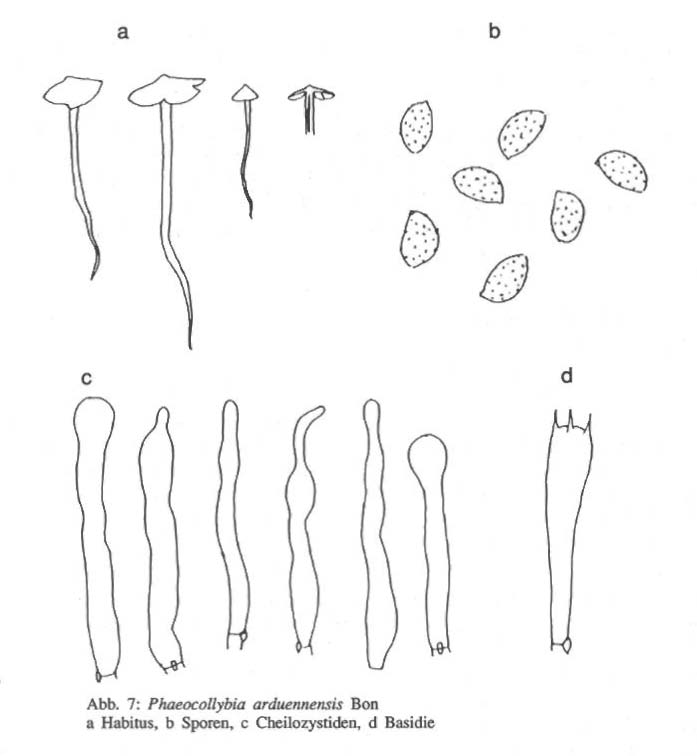 a
b
c
d
Abb. 7: Phaeocollybia arduennensis Bon
a Habitus, b Sporen, c Cheilozystiden, d Basidie